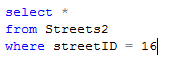 select *
from Streets2
where streetID = 16